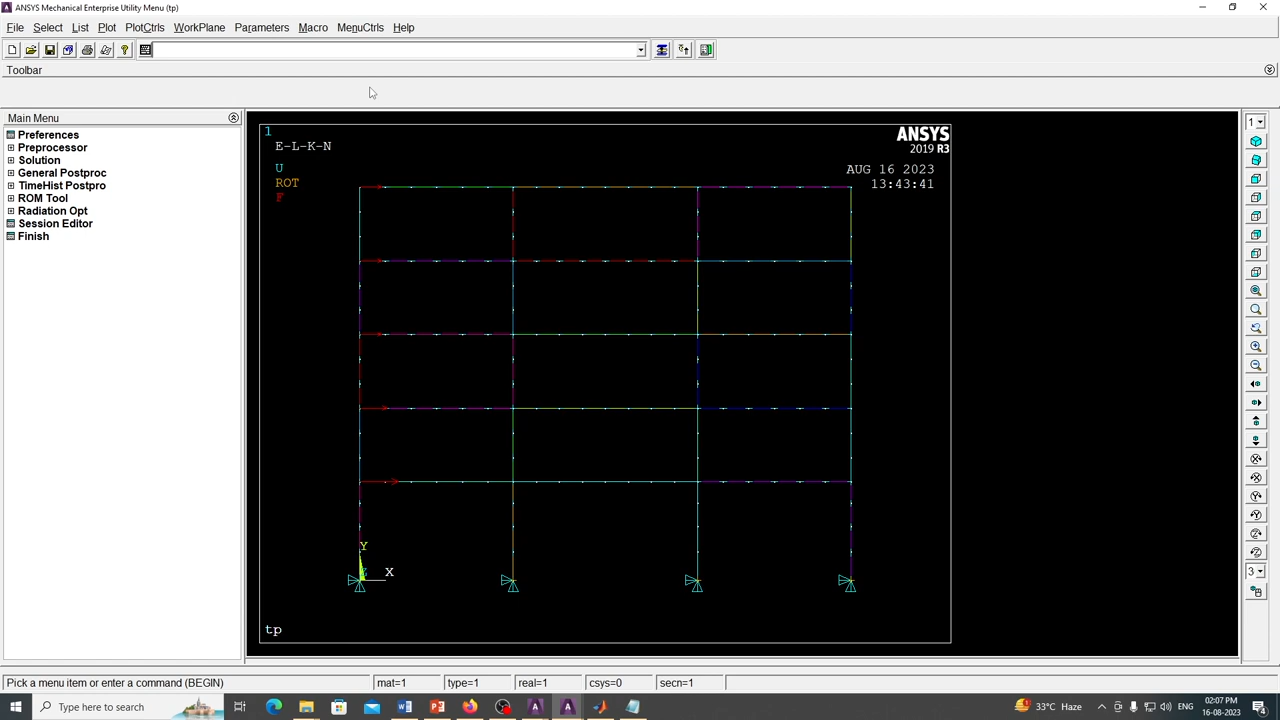 ANSYS Mechanical Enterprise Utility Menu (tp)
File Select List Plot PlotCtrls WorkPlane Parameters Macro MenuCtrls Help
Toolbar
Main Menu
Preferences
Preprocessor
Solution
General Postproc
TimeHist Postpro
ROM Tool
Radiation Opt
Session Editor
Finish
1
E-L-K-N
U
ROT
F
ANSYS
2019 R3
AUG 16 2023
13:43:41
Y
X
tp
1
3
Pick a menu item or enter a command (BEGIN) mat=1 type=1 real=1 csys=0 secn=1
Type here to search
33°C Haze
ENG
02:07 PM
16-08-2023